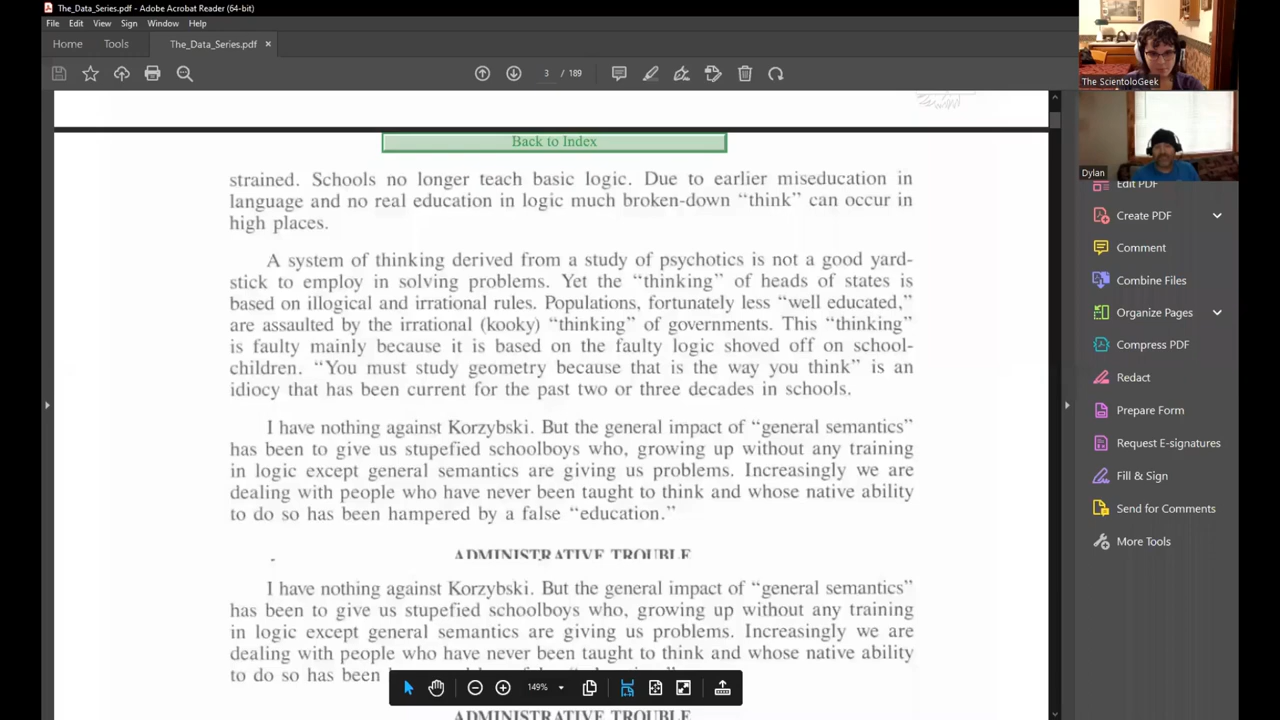 The_Data_Series.pdf - Adobe Acrobat Reader (64-bit)
File Edit View Sign Window Help
Home Tools The_Data_Series.pdf ×
3 / 189
The ScientoloGeek
Dylan
Back to Index
strained. Schools no longer teach basic logic. Due to earlier miseducation in
language and no real education in logic much broken-down “think” can occur in
high places.
A system of thinking derived from a study of psychotics is not a good yard-
stick to employ in solving problems. Yet the “thinking” of heads of states is
based on illogical and irrational rules. Populations, fortunately less “well educated,”
are assaulted by the irrational (kooky) “thinking” of governments. This “thinking”
is faulty mainly because it is based on the faulty logic shoved off on school-
children. “You must study geometry because that is the way you think” is an
idiocy that has been current for the past two or three decades in schools.
I have nothing against Korzybski. But the general impact of “general semantics”
has been to give us stupefied schoolboys who, growing up without any training
in logic except general semantics are giving us problems. Increasingly we are
dealing with people who have never been taught to think and whose native ability
to do so has been hampered by a false “education.”
ADMINISTRATIVE TROUBLE
I have nothing against Korzybski. But the general impact of “general semantics”
has been to give us stupefied schoolboys who, growing up without any training
in logic except general semantics are giving us problems. Increasingly we are
dealing with people who have never been taught to think and whose native ability
to do so has been
ADMINISTRATIVE TROUBLE
149%
Edit PDF
Create PDF
Comment
Combine Files
Organize Pages
Compress PDF
Redact
Prepare Form
Request E-signatures
Fill & Sign
Send for Comments
More Tools